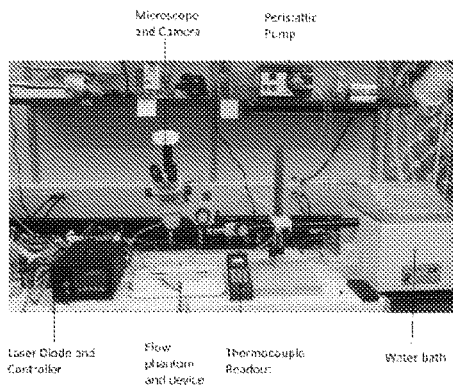 Microscope
and Camera
Peristaltic
Pump
Laser Diode and
Controller
Flow
phantom
and device
Thermocouple
Readout
Water bath